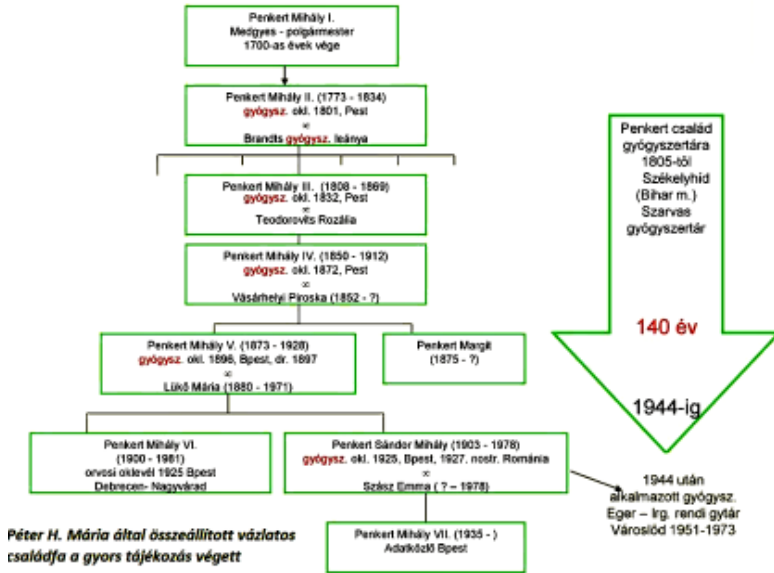 Penkert Mihály I.
Medgyes - polgármester
1700-as évek vége
Penkert Mihály II. (1773 - 1834)
gyógysz. okl. 1801, Pest
∞
Brandts gyógysz. leánya
Penkert Mihály III. (1808 - 1869)
gyógysz. okl. 1832, Pest
∞
Teodorovits Rozália
Penkert Mihály IV. (1850 - 1912)
gyógysz. okl. 1872, Pest
∞
Vásárhelyi Piroska (1852 - ?)
Penkert Mihály V. (1873 - 1928)
gyógysz. okl. 1896, Bpest, dr. 1897
∞
Lükő Mária (1880 - 1971)
Penkert Margit
(1875 - ?)
Penkert Mihály VI.
(1900 - 1981)
orvosi oklevél 1925 Bpest
Debrecen- Nagyvárad
Penkert Sándor Mihály (1903 - 1978)
gyógysz. okl. 1925, Bpest, 1927. nostr. Románia
∞
Szász Emma ( ? – 1978)
Penkert Mihály VII. (1935 - )
Adatközlő Bpest
Penkert család
gyógyszertára
1805-től
Székelyhíd
(Bihar m.)
Szarvas
gyógyszertár
140 év
1944-ig
1944 után
alkalmazott gyógysz.
Eger – Irg. rendi gytár
Városlőd 1951-1973
Péter H. Mária által összeállított vázlatos
családfa a gyors tájékozás végett